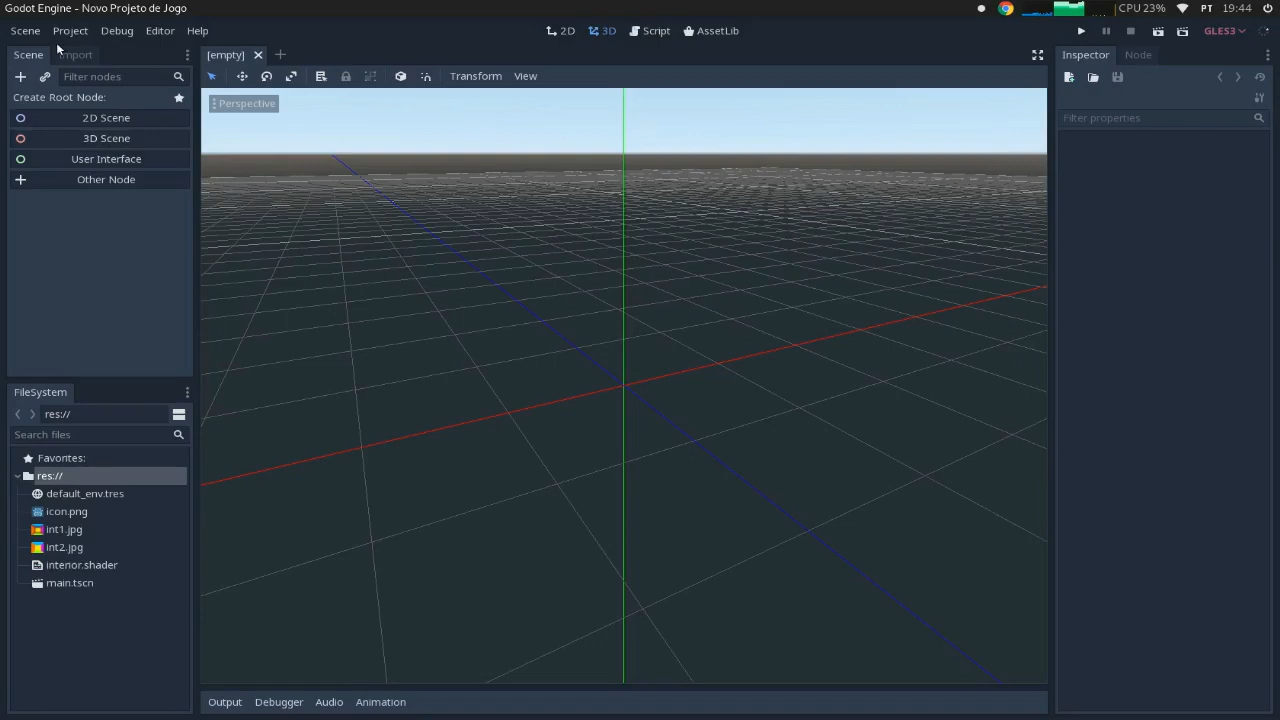 Godot Engine - Novo Projeto de Jogo
CPU 23% PT 19:44
Scene Project Debug Editor Help
2D 3D Script AssetLib
GLES3
Scene Import
[empty]
Inspector Node
Filter nodes
Transform View
Create Root Node:
Perspective
2D Scene
Filter properties
3D Scene
User Interface
Other Node
FileSystem
res://
Search files
Favorites:
res://
default_env.tres
icon.png
int1.jpg
int2.jpg
interior.shader
main.tscn
Output Debugger Audio Animation